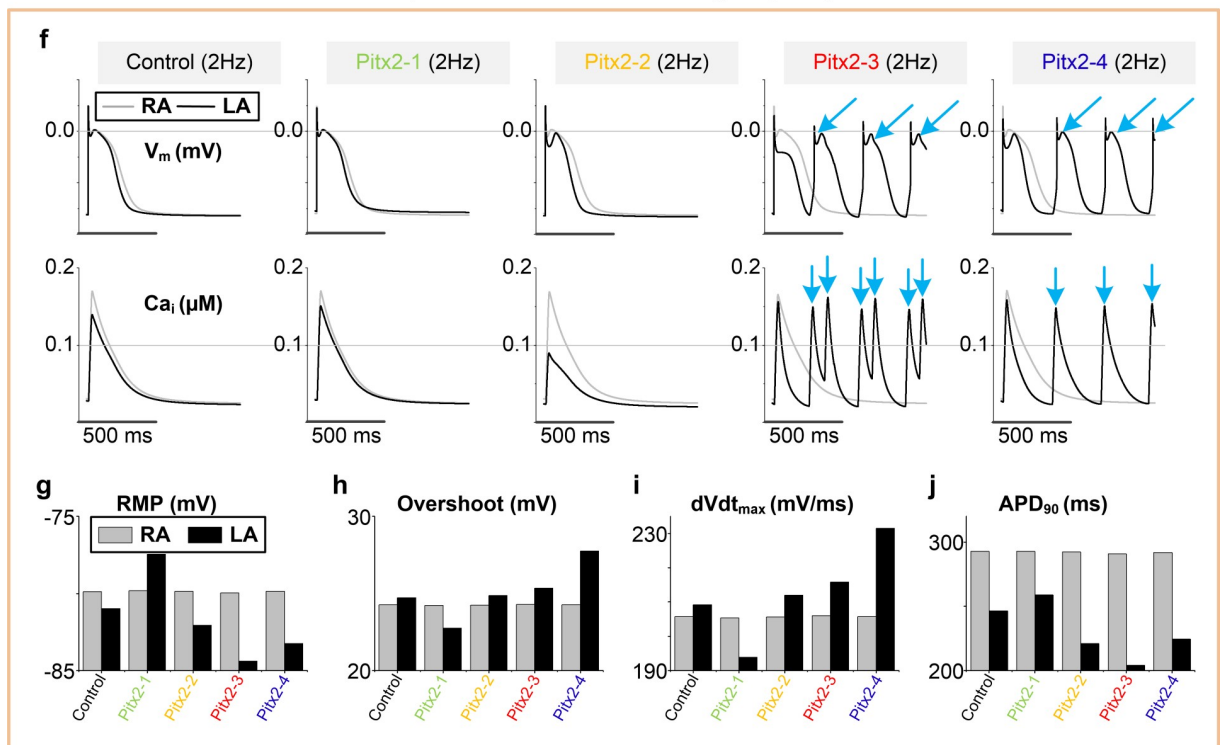 f
Control (2Hz) Pitx2-1 (2Hz) Pitx2-2 (2Hz) Pitx2-3 (2Hz) Pitx2-4 (2Hz)
RA LA
0.0 0.0 0.0 0.0 0.0
Vm (mV)
0.2 0.2 0.2 0.2 0.2
Cai (µM)
0.1 0.1 0.1 0.1 0.1
500 ms 500 ms 500 ms 500 ms 500 ms
g h i j
RMP (mV) Overshoot (mV) dVdtmax (mV/ms) APD90 (ms)
-75 30 230 300
RA LA
-85 20 190 200
Control Pitx2-1 Pitx2-2 Pitx2-3 Pitx2-4 Control Pitx2-1 Pitx2-2 Pitx2-3 Pitx2-4 Control Pitx2-1 Pitx2-2 Pitx2-3 Pitx2-4 Control Pitx2-1 Pitx2-2 Pitx2-3 Pitx2-4